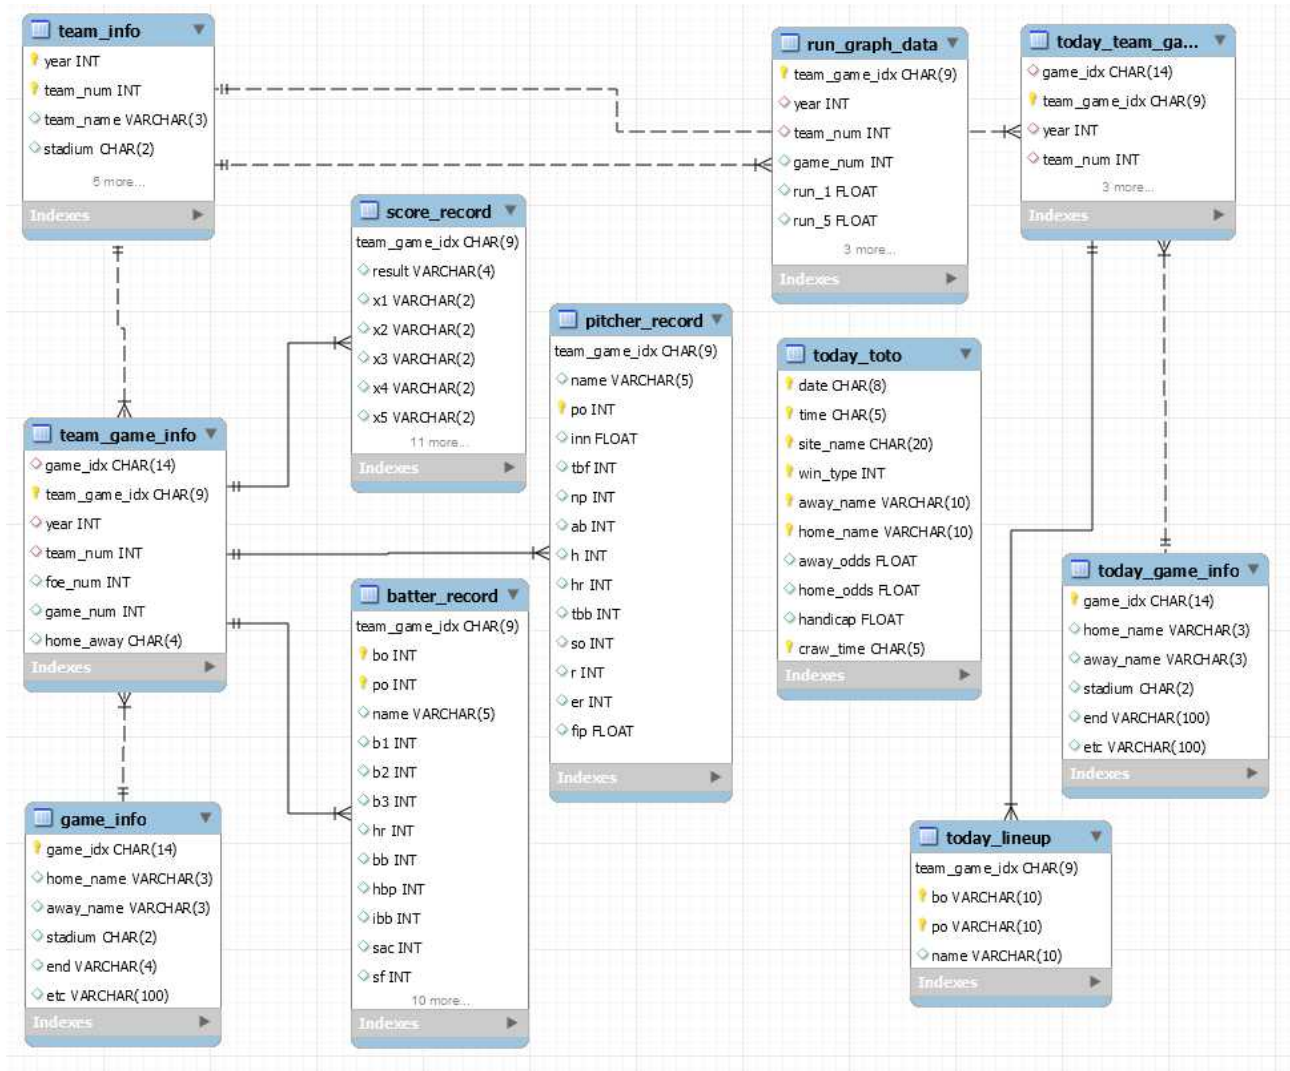 team_info
year INT
team_num INT
team_name VARCHAR(3)
stadium CHAR(2)
6 more...
Indexes
run_graph_data
team_game_idx CHAR(9)
year INT
team_num INT
game_num INT
run_1 FLOAT
run_5 FLOAT
3 more...
Indexes
today_team_ga...
game_idx CHAR(14)
team_game_idx CHAR(9)
year INT
team_num INT
3 more...
Indexes
score_record
team_game_idx CHAR(9)
result VARCHAR(4)
x1 VARCHAR(2)
x2 VARCHAR(2)
x3 VARCHAR(2)
x4 VARCHAR(2)
x5 VARCHAR(2)
11 more...
Indexes
pitcher_record
team_game_idx CHAR(9)
name VARCHAR(5)
po INT
inn FLOAT
tbf INT
np INT
ab INT
h INT
hr INT
tbb INT
so INT
r INT
er INT
fip FLOAT
Indexes
today_toto
date CHAR(8)
time CHAR(5)
site_name CHAR(20)
win_type INT
away_name VARCHAR(10)
home_name VARCHAR(10)
away_odds FLOAT
home_odds FLOAT
handicap FLOAT
craw_time CHAR(5)
Indexes
team_game_info
game_idx CHAR(14)
team_game_idx CHAR(9)
year INT
team_num INT
foe_num INT
game_num INT
home_away CHAR(4)
Indexes
batter_record
team_game_idx CHAR(9)
bo INT
po INT
name VARCHAR(5)
b1 INT
b2 INT
b3 INT
hr INT
bb INT
hbp INT
ibb INT
sac INT
sf INT
10 more...
Indexes
today_game_info
game_idx CHAR(14)
home_name VARCHAR(3)
away_name VARCHAR(3)
stadium CHAR(2)
end VARCHAR(100)
etc VARCHAR(100)
Indexes
game_info
game_idx CHAR(14)
home_name VARCHAR(3)
away_name VARCHAR(3)
stadium CHAR(2)
end VARCHAR(4)
etc VARCHAR(100)
Indexes
today_lineup
team_game_idx CHAR(9)
bo VARCHAR(10)
po VARCHAR(10)
name VARCHAR(10)
Indexes